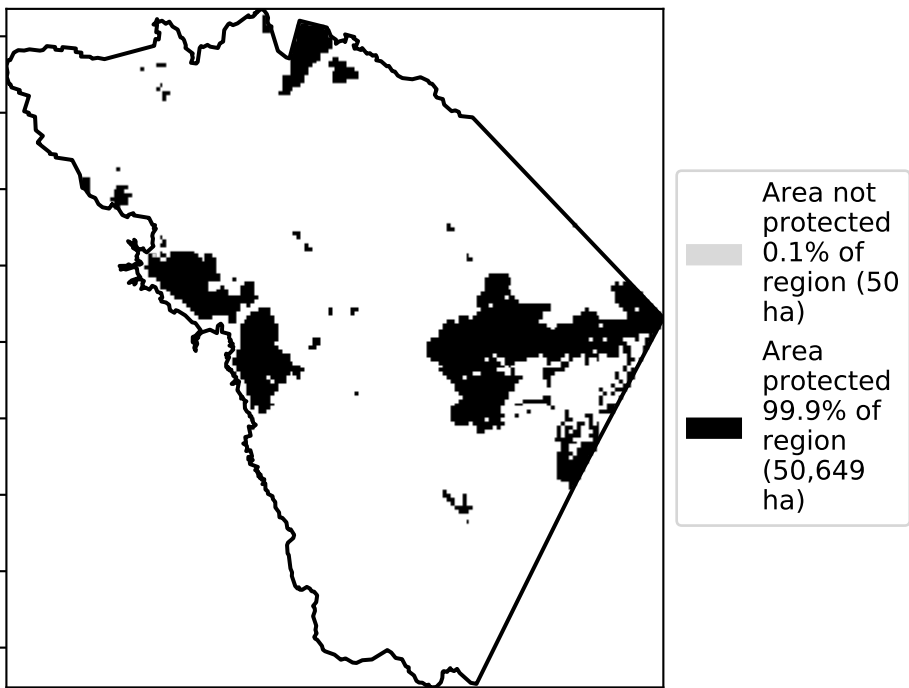 Area not
protected
0.1% of
region (50
ha)
Area
protected
99.9% of
region
(50,649
ha)